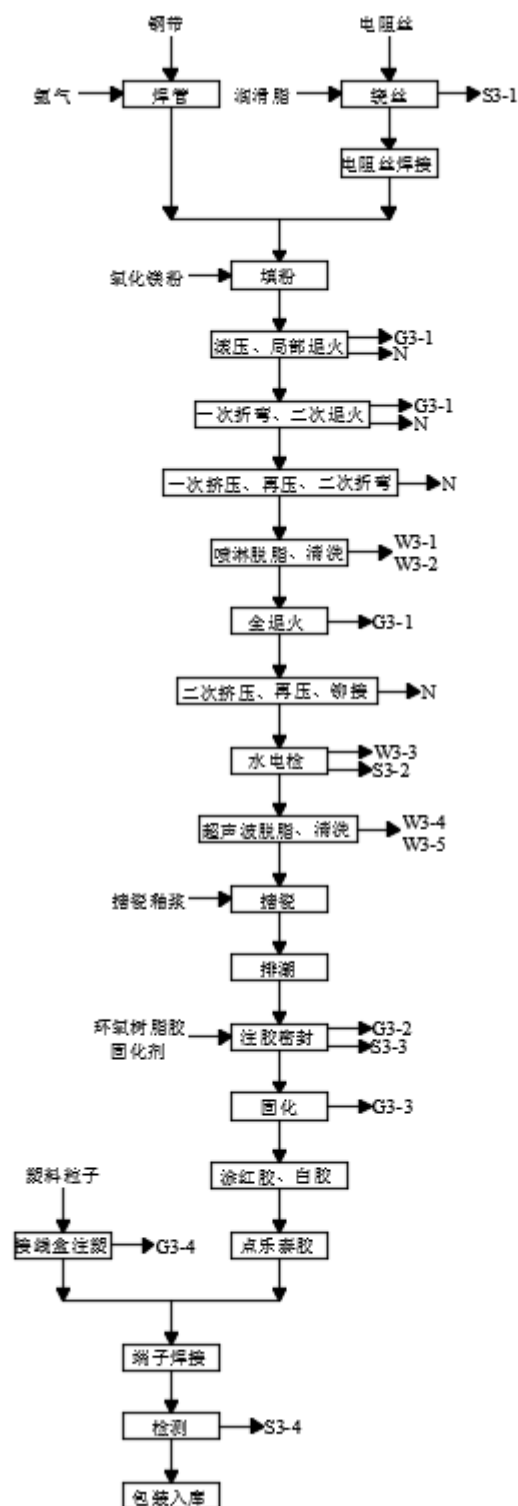 钢带
电阻丝
氩气
焊管
润滑脂
绕丝
S3-1
电阻丝焊接
氧化镁粉
填粉
滚压、局部退火
G3-1
N
一次折弯、二次退火
G3-1
N
一次挤压、再压、二次折弯
N
喷淋脱脂、清洗
W3-1
W3-2
全退火
G3-1
二次挤压、再压、铆接
N
水电检
W3-3
S3-2
超声波脱脂、清洗
W3-4
W3-5
搪瓷釉浆
搪瓷
排潮
环氧树脂胶
固化剂
注胶密封
G3-2
S3-3
固化
G3-3
塑料粒子
涂红胶、白胶
接线盒注塑
G3-4
点乐泰胶
端子焊接
检测
S3-4
包装入库